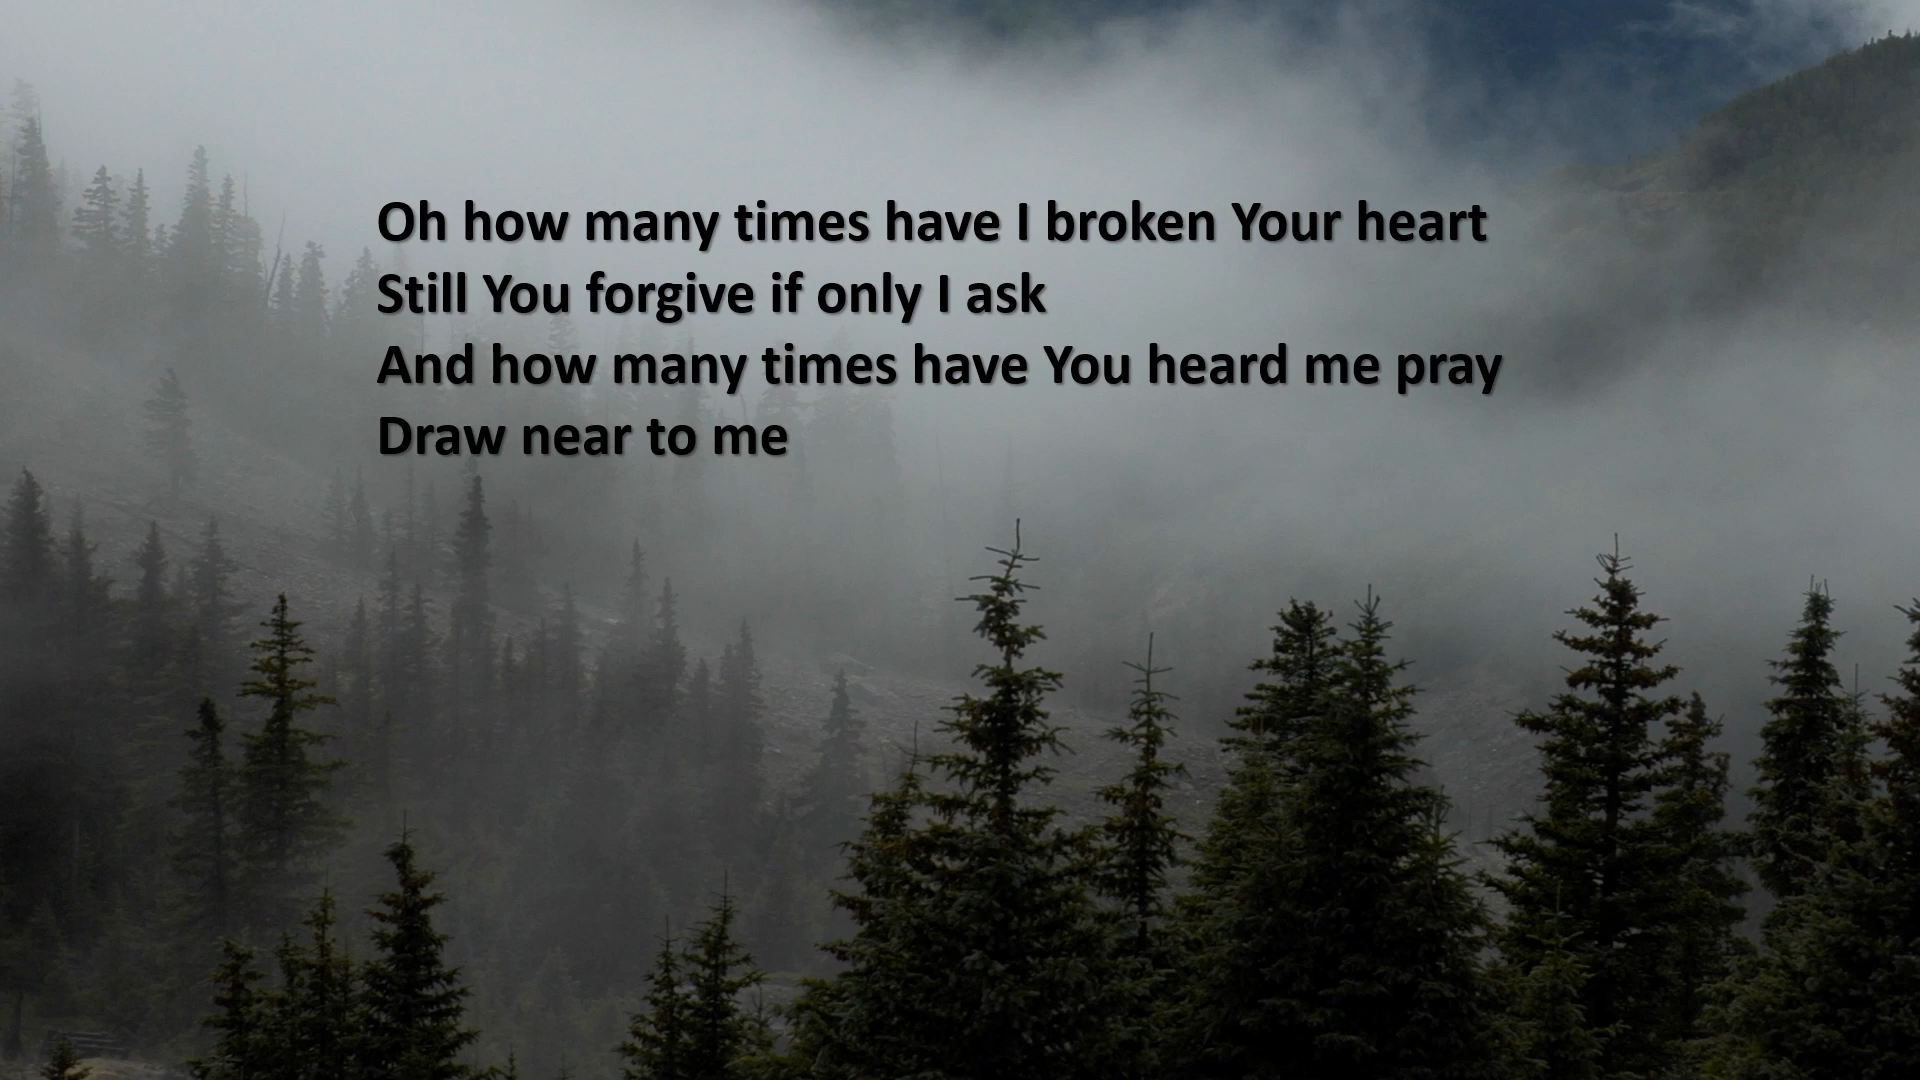 Oh how many times have I broken Your heart
Still You forgive if only I ask
And how many times have You heard me pray
Draw near to me